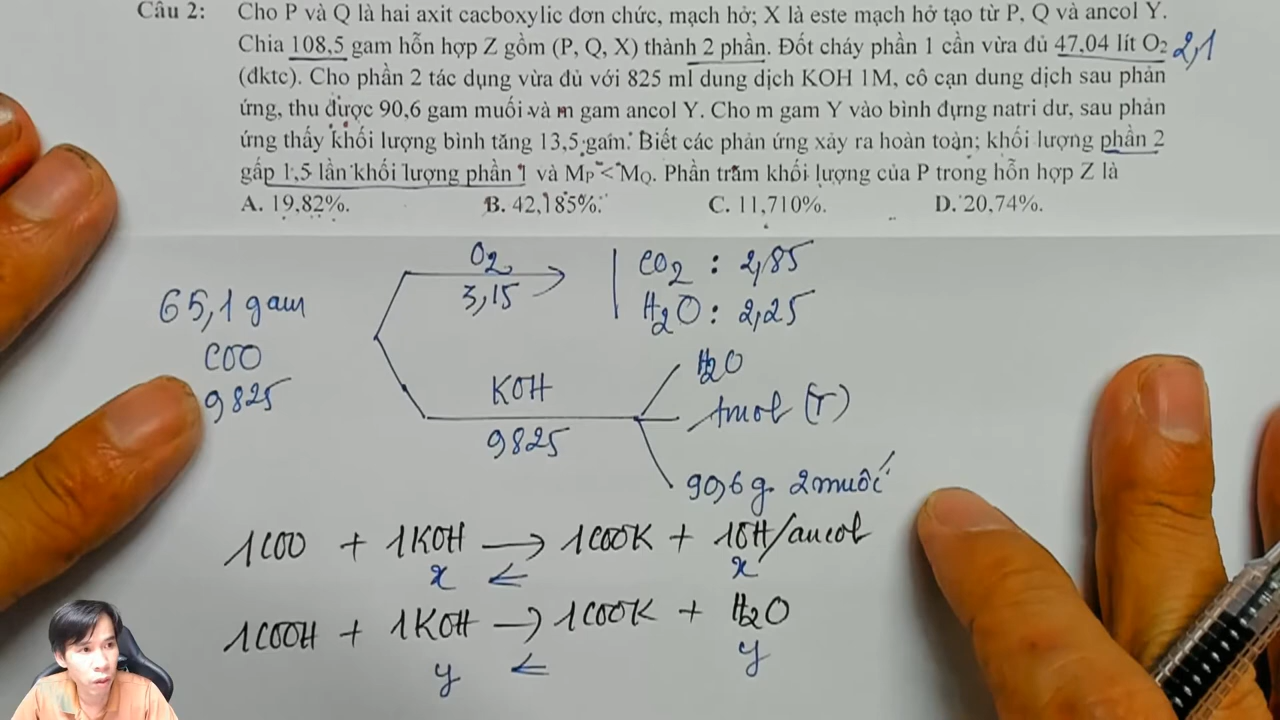 Câu 2: Cho P và Q là hai axit cacboxylic đơn chức, mạch hở; X là este mạch hở tạo từ P, Q và ancol Y.
Chia 108,5 gam hỗn hợp Z gồm (P, Q, X) thành 2 phần. Đốt cháy phần 1 cần vừa đủ 47,04 lít O2 2,1
(đktc). Cho phần 2 tác dụng vừa đủ với 825 ml dung dịch KOH 1M, cô cạn dung dịch sau phản
ứng, thu được 90,6 gam muối và m gam ancol Y. Cho m gam Y vào bình đựng natri dư, sau phản
ứng thấy khối lượng bình tăng 13,5 gam. Biết các phản ứng xảy ra hoàn toàn; khối lượng phần 2
gấp 1,5 lần khối lượng phần 1 và MP < MQ. Phần trăm khối lượng của P trong hỗn hợp Z là
A. 19,82%. B. 42,185%. C. 11,710%. D. 20,74%.
O2
3,15
CO2 : 2,85
H2O : 2,25
65,1 gam
COO
0,825
KOH
0,825
H2O
Amol (Y)
90,6 g 2 muối
1COO + 1KOH → 1COOK + 1OH/ancol
x ← x
1COOH + 1KOH → 1COOK + H2O
y ← y